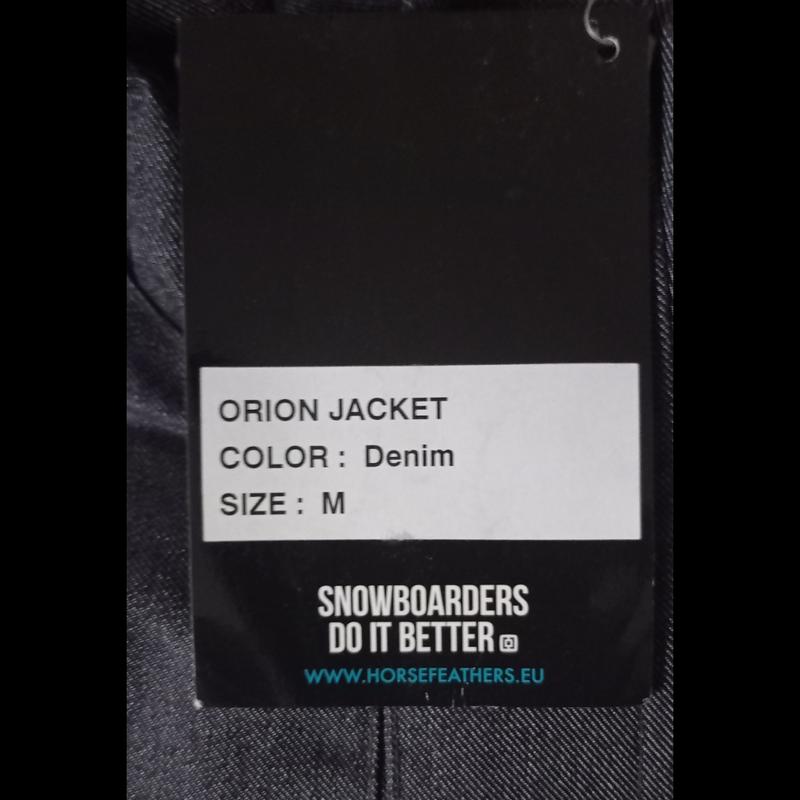 ORION JACKET
COLOR : Denim
SIZE : M
SNOWBOARDERS
DO IT BETTER
WWW.HORSEFEATHERS.EU